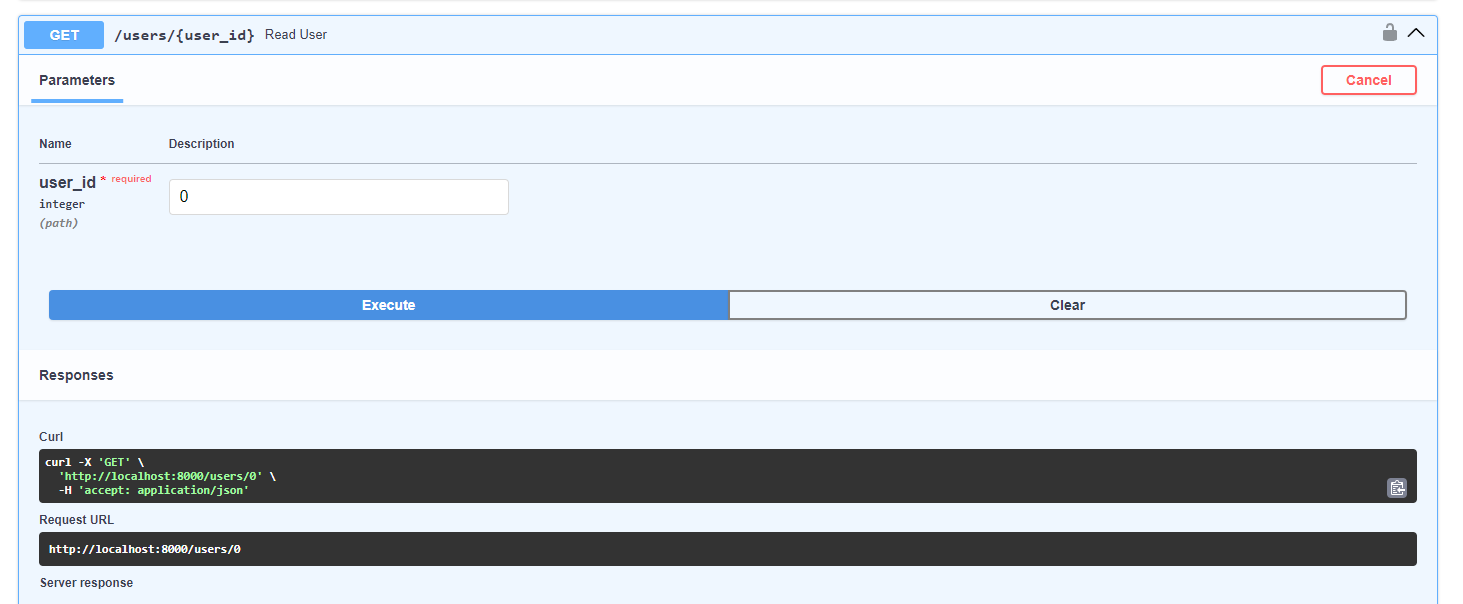 GET /users/{user_id} Read User
Parameters
Cancel
Name Description
user_id * required
integer
(path)
0
Execute
Clear
Responses
Curl
curl -X 'GET' \
  'http://localhost:8000/users/0' \
  -H 'accept: application/json'
Request URL
http://localhost:8000/users/0
Server response